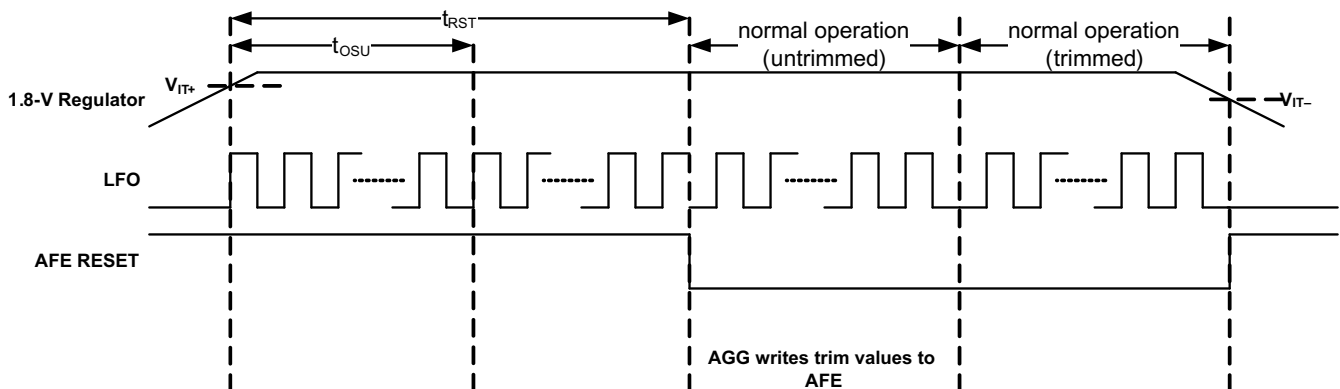 tRST
tOSU
normal operation
(untrimmed)
normal operation
(trimmed)
VIT+
1.8-V Regulator
VIT–
LFO
AFE RESET
AGG writes trim values to
AFE